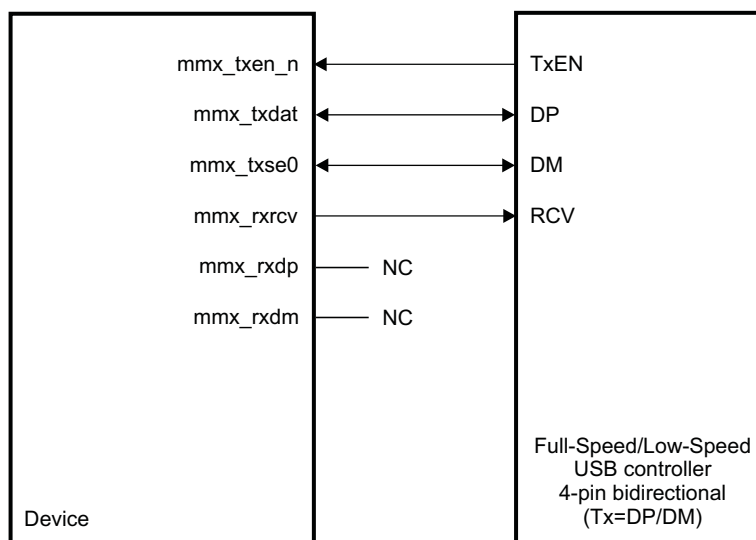 mmx_txen_n
TxEN
mmx_txdat
DP
mmx_txse0
DM
mmx_rxrcv
RCV
mmx_rxdp
NC
mmx_rxdm
NC
Full-Speed/Low-Speed
USB controller
4-pin bidirectional
(Tx=DP/DM)
Device